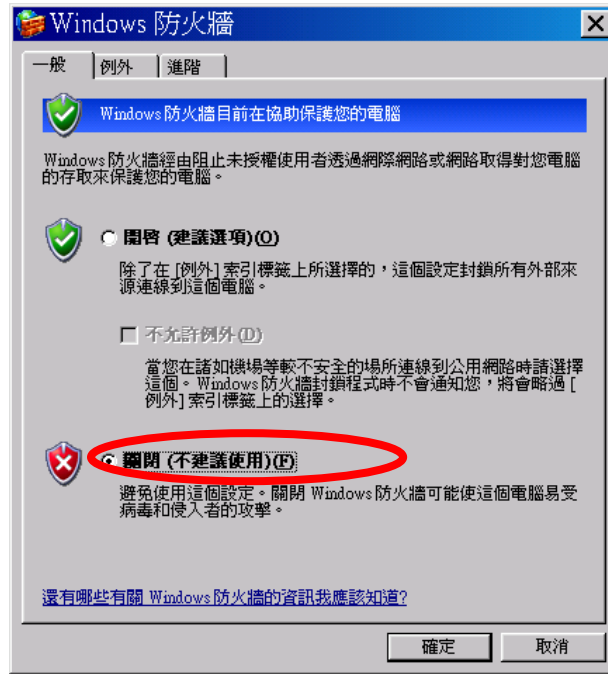 Windows 防火牆
一般 例外 進階
Windows 防火牆目前在協助保護您的電腦
Windows 防火牆經由阻止未授權使用者透過網際網路或網路取得對您電腦
的存取來保護您的電腦。
開啓 (建議選項)(O)
除了在 [例外] 索引標籤上所選擇的，這個設定封鎖所有外部來
源連線到這個電腦。
不允許例外(D)
當您在諸如機場等較不安全的場所連線到公用網路時請選擇
這個。Windows 防火牆封鎖程式時不會通知您，將會略過 [
例外] 索引標籤上的選擇。
關閉 (不建議使用)(F)
避免使用這個設定。關閉 Windows 防火牆可能使這個電腦易受
病毒和侵入者的攻擊。
還有哪些有關 Windows 防火牆的資訊我應該知道?
確定 取消